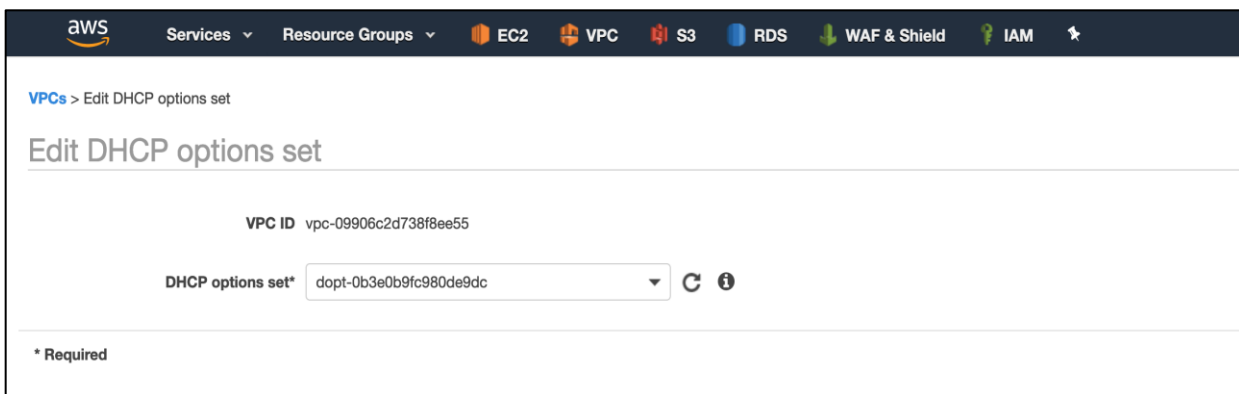 aws Services Resource Groups EC2 VPC S3 RDS WAF & Shield IAM
VPCs > Edit DHCP options set
Edit DHCP options set
VPC ID vpc-09906c2d738f8ee55
DHCP options set* dopt-0b3e0b9fc980de9dc
* Required